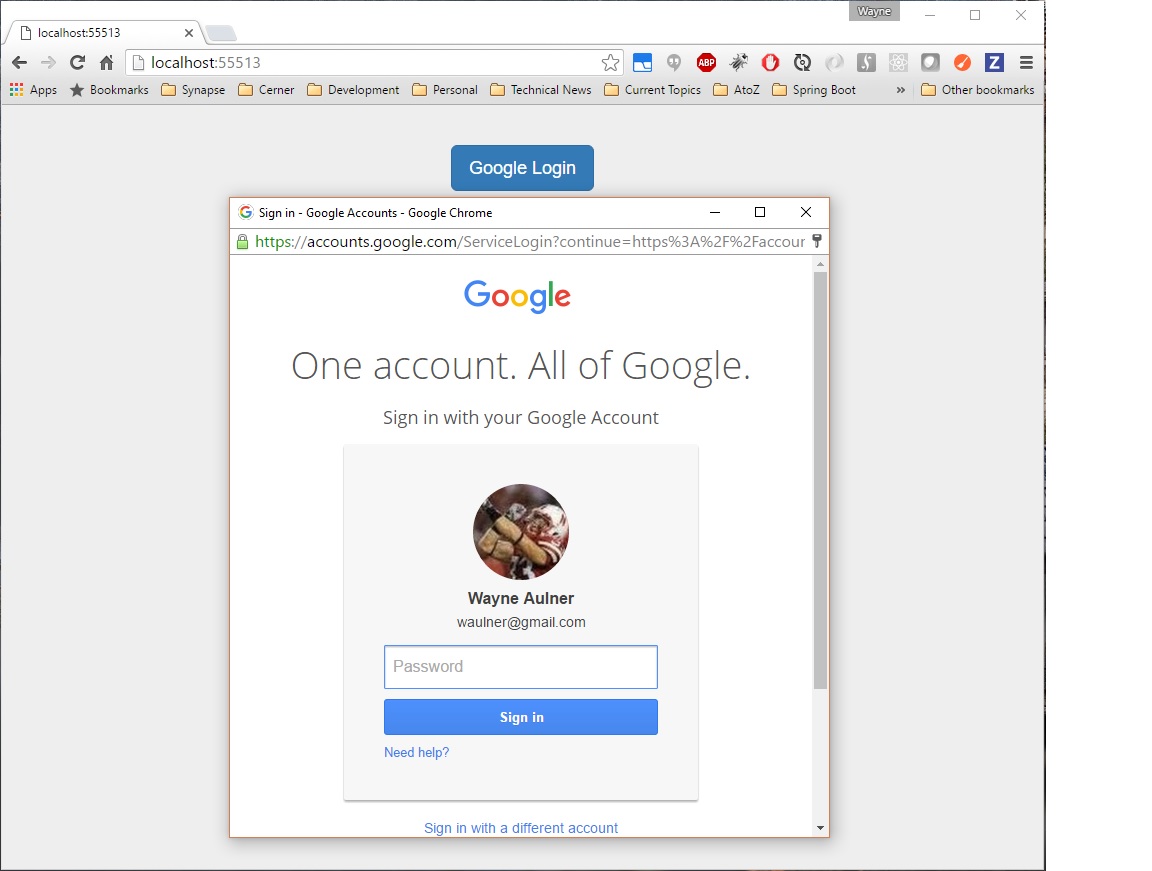 Wayne
localhost:55513
localhost:55513
ABP
Z
Apps Bookmarks Synapse Cerner Development Personal Technical News Current Topics AtoZ Spring Boot » Other bookmarks
Google Login
Sign in - Google Accounts - Google Chrome
https://accounts.google.com/ServiceLogin?continue=https%3A%2F%2Faccour
Google
One account. All of Google.
Sign in with your Google Account
Wayne Aulner
waulner@gmail.com
Password
Sign in
Need help?
Sign in with a different account